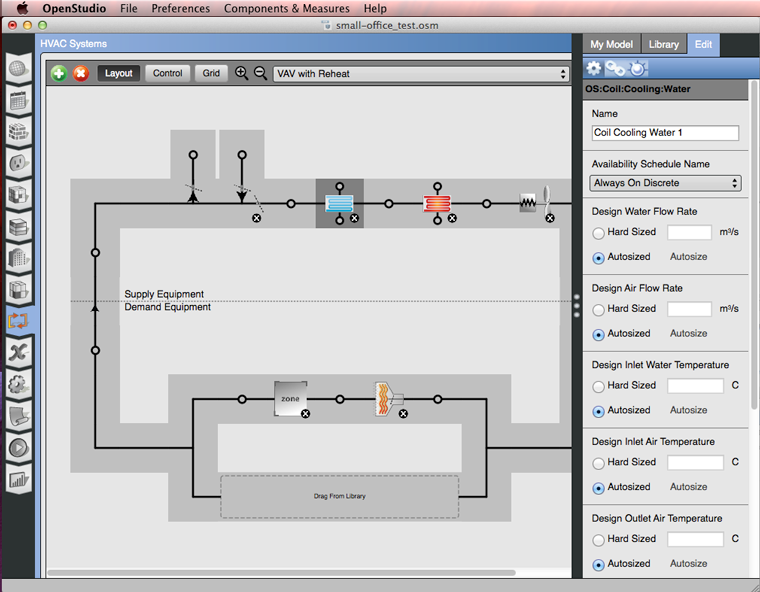 OpenStudio File Preferences Components & Measures Help
small-office_test.osm
HVAC Systems
My Model Library Edit
Layout Control Grid VAV with Reheat
OS:Coil:Cooling:Water
Name
Coil Cooling Water 1
Availability Schedule Name
Always On Discrete
Design Water Flow Rate
Hard Sized m³/s
Autosized Autosize
Design Air Flow Rate
Hard Sized m³/s
Autosized Autosize
Design Inlet Water Temperature
Hard Sized C
Autosized Autosize
Design Inlet Air Temperature
Hard Sized C
Autosized Autosize
Design Outlet Air Temperature
Hard Sized C
Autosized Autosize
Supply Equipment
Demand Equipment
zone
Drag From Library